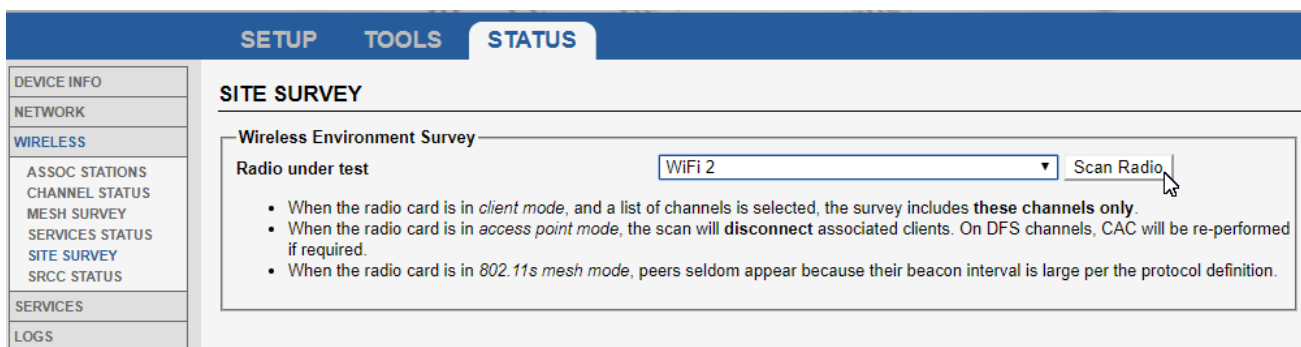 SETUP TOOLS STATUS
DEVICE INFO
NETWORK
WIRELESS
ASSOC STATIONS
CHANNEL STATUS
MESH SURVEY
SERVICES STATUS
SITE SURVEY
SRCC STATUS
SERVICES
LOGS
SITE SURVEY
Wireless Environment Survey
Radio under test WiFi 2 Scan Radio
• When the radio card is in client mode, and a list of channels is selected, the survey includes these channels only.
• When the radio card is in access point mode, the scan will disconnect associated clients. On DFS channels, CAC will be re-performed
if required.
• When the radio card is in 802.11s mesh mode, peers seldom appear because their beacon interval is large per the protocol definition.